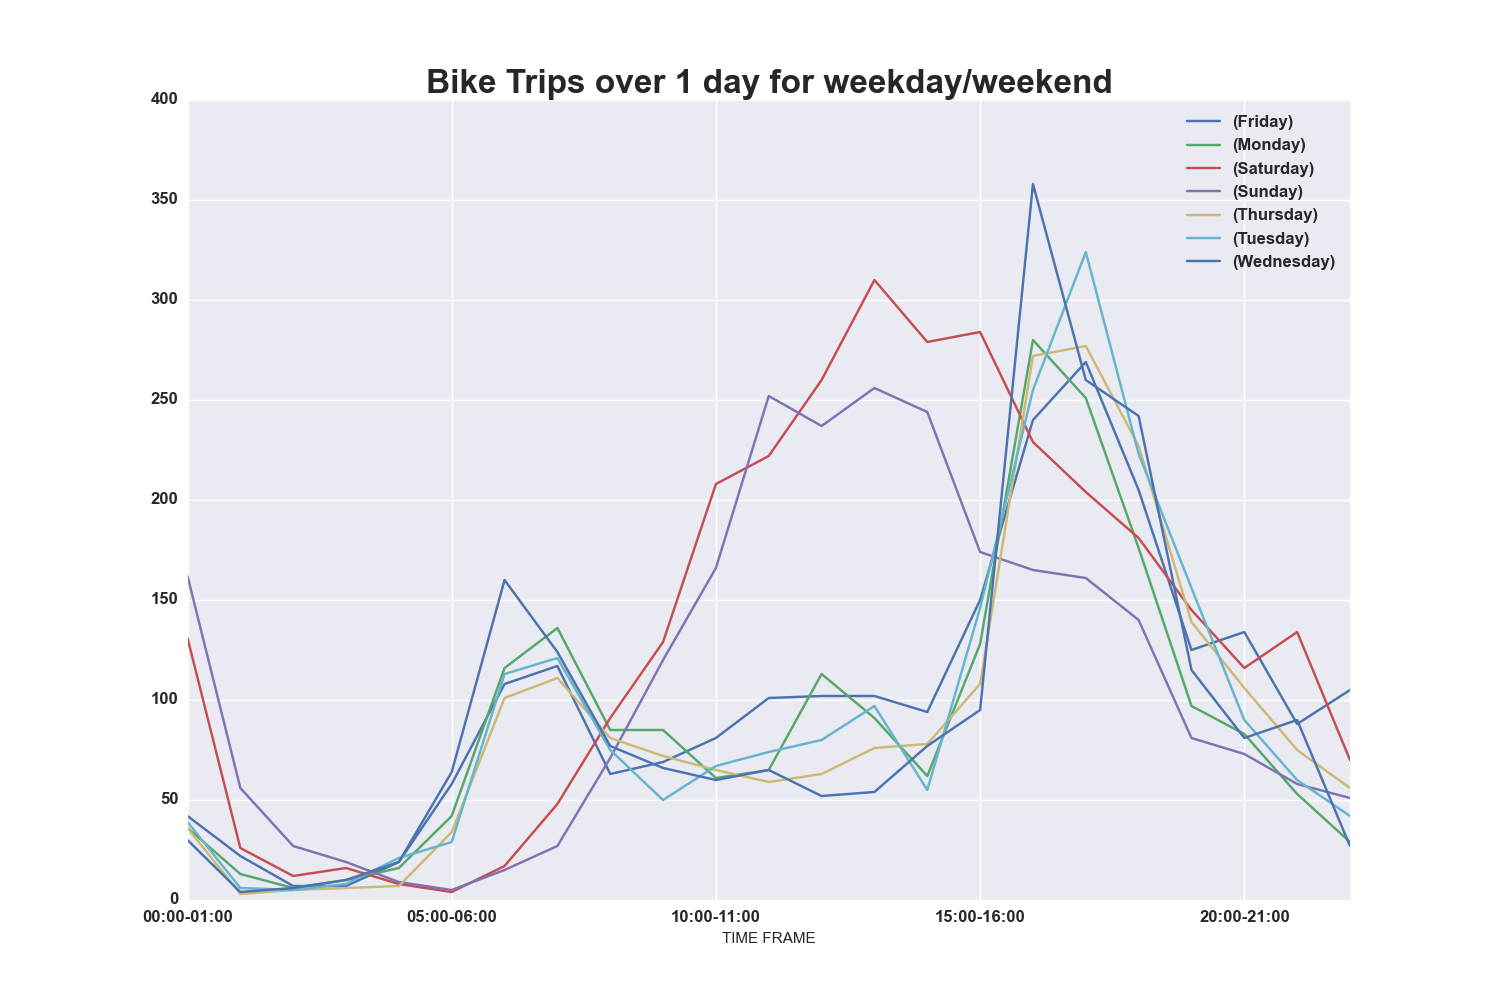 Bike Trips over 1 day for weekday/weekend
400
350
300
250
200
150
100
50
0
(Friday)
(Monday)
(Saturday)
(Sunday)
(Thursday)
(Tuesday)
(Wednesday)
00:00-01:00 05:00-06:00 10:00-11:00 15:00-16:00 20:00-21:00
TIME FRAME